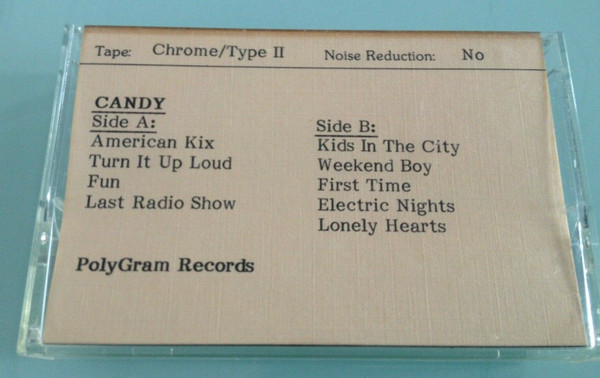 Tape: Chrome/Type II Noise Reduction: No
CANDY
Side A:
American Kix
Turn It Up Loud
Fun
Last Radio Show
Side B:
Kids In The City
Weekend Boy
First Time
Electric Nights
Lonely Hearts
PolyGram Records